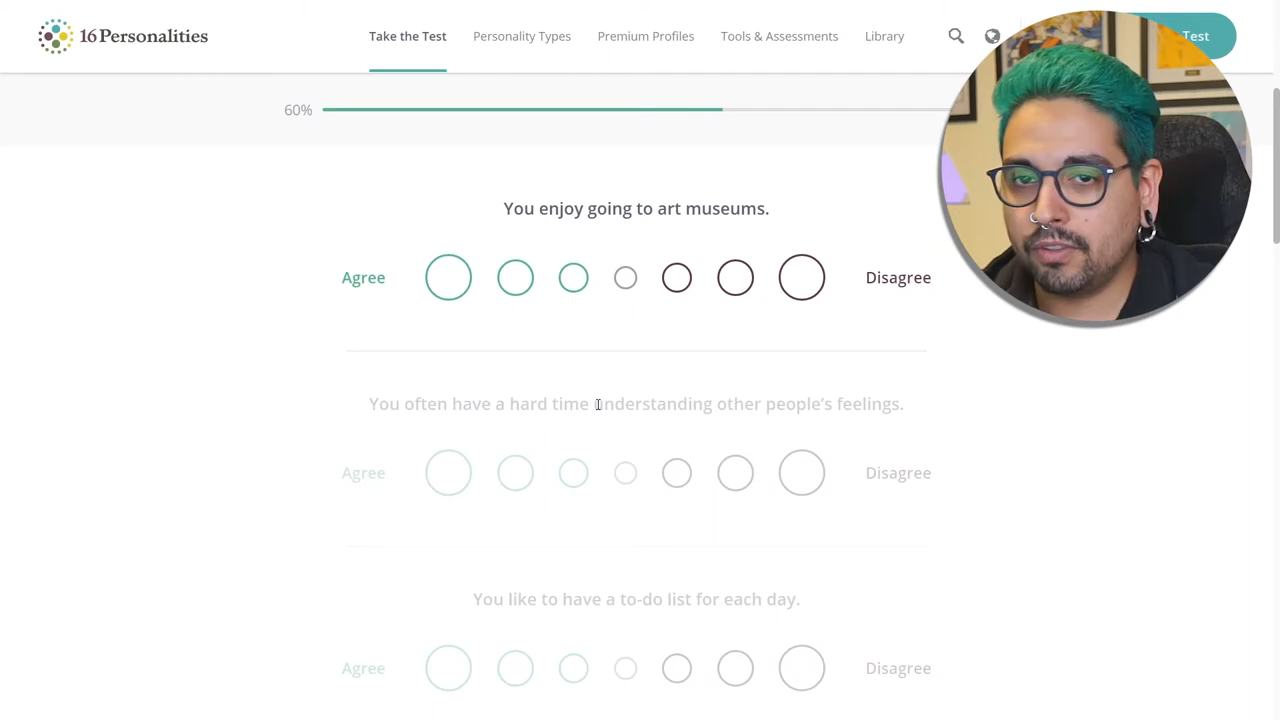 16Personalities
Take the Test
Personality Types
Premium Profiles
Tools & Assessments
Library
Test
60%
You enjoy going to art museums.
Agree
Disagree
You often have a hard time understanding other people's feelings.
Agree
Disagree
You like to have a to-do list for each day.
Agree
Disagree